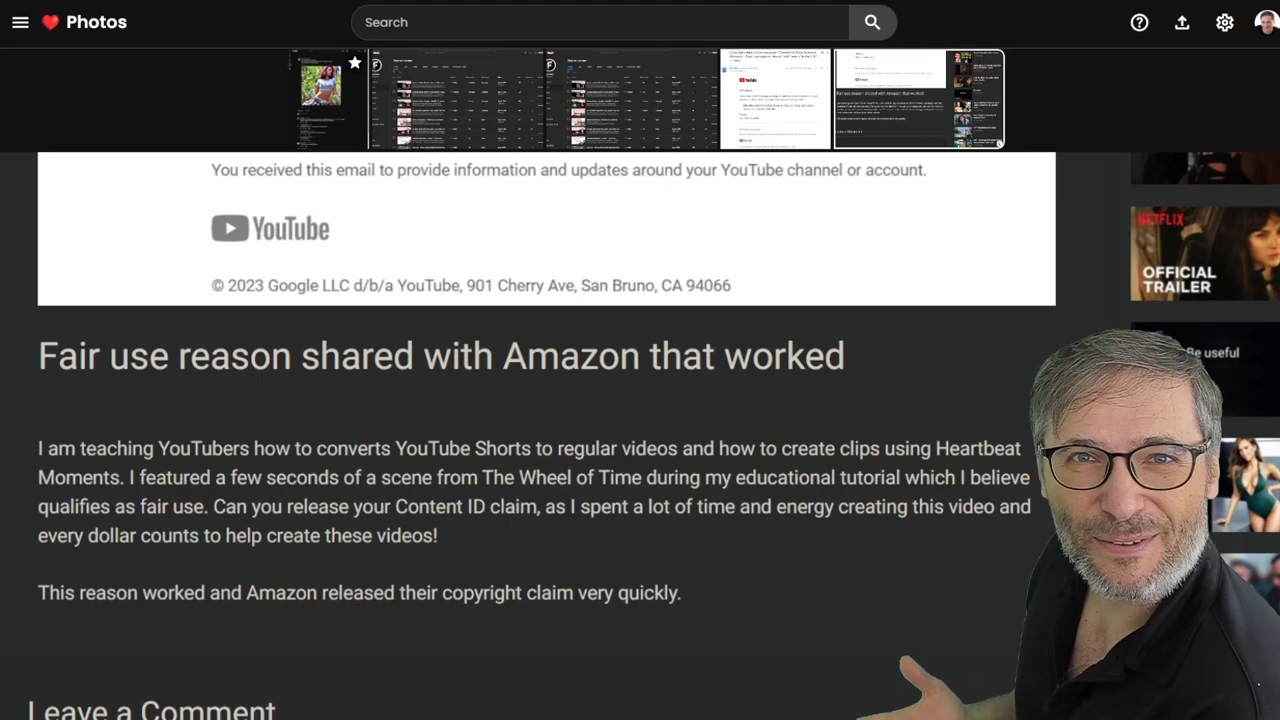 Photos
Search
You received this email to provide information and updates around your YouTube channel or account.
YouTube
© 2023 Google LLC d/b/a YouTube, 901 Cherry Ave, San Bruno, CA 94066
NETFLIX
OFFICIAL
TRAILER
Be useful
Fair use reason shared with Amazon that worked
I am teaching YouTubers how to converts YouTube Shorts to regular videos and how to create clips using Heartbeat
Moments. I featured a few seconds of a scene from The Wheel of Time during my educational tutorial which I believe
qualifies as fair use. Can you release your Content ID claim, as I spent a lot of time and energy creating this video and
every dollar counts to help create these videos!
This reason worked and Amazon released their copyright claim very quickly.
Leave a Comment